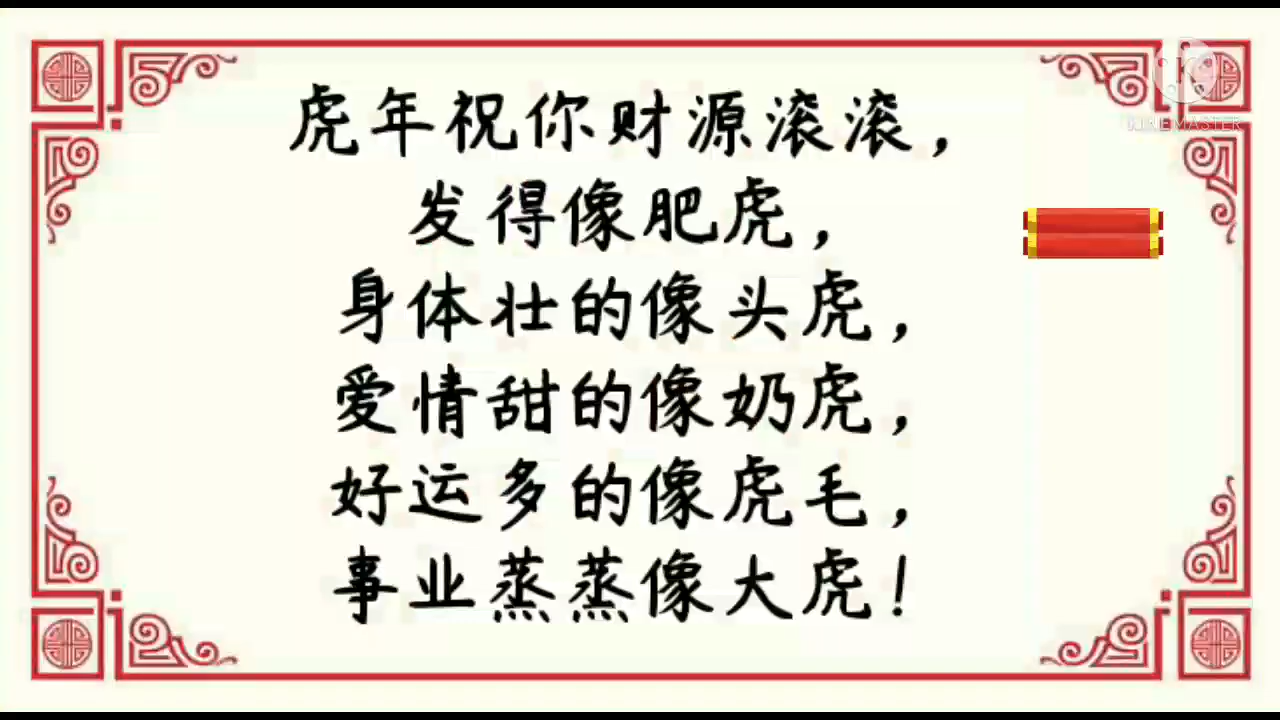 虎年祝你财源滚滚，
发得像肥虎，
身体壮的像头虎，
爱情甜的像奶虎，
好运多的像虎毛，
事业蒸蒸像大虎！
KINEMASTER